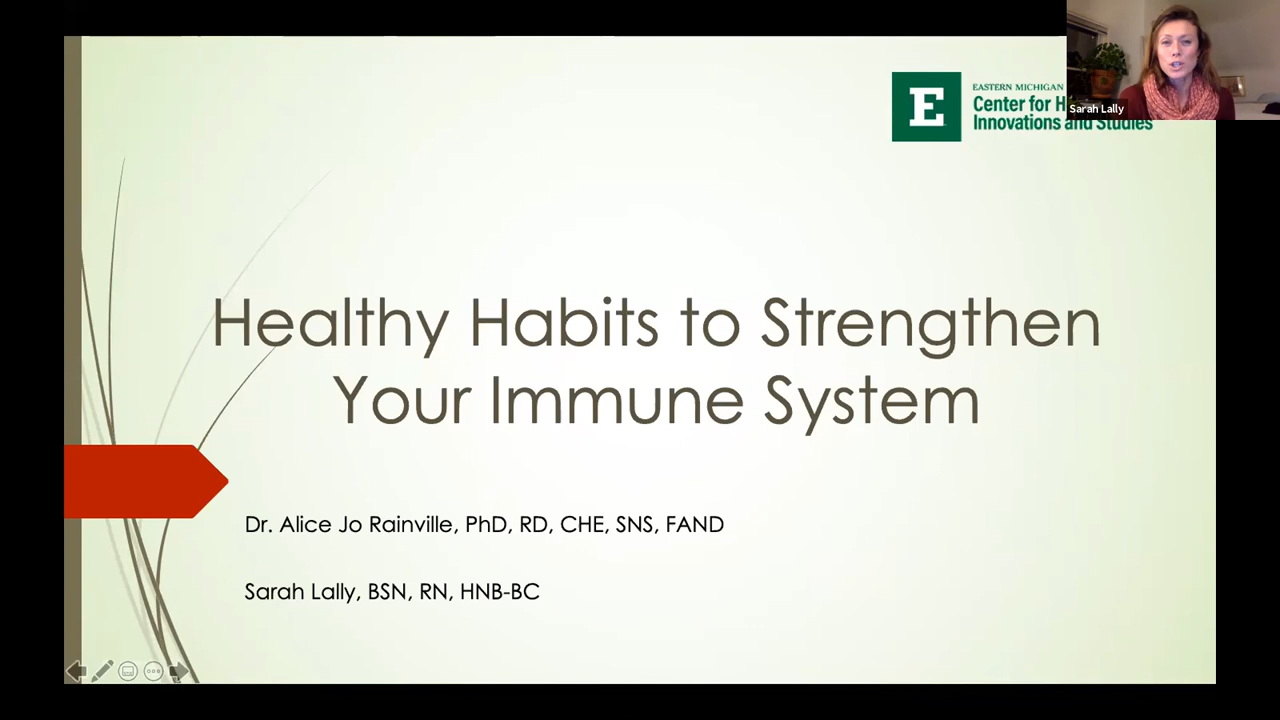 EASTERN MICHIGAN
Center for H
Innovations and Studies
Sarah Lally
Healthy Habits to Strengthen
Your Immune System
Dr. Alice Jo Rainville, PhD, RD, CHE, SNS, FAND
Sarah Lally, BSN, RN, HNB-BC